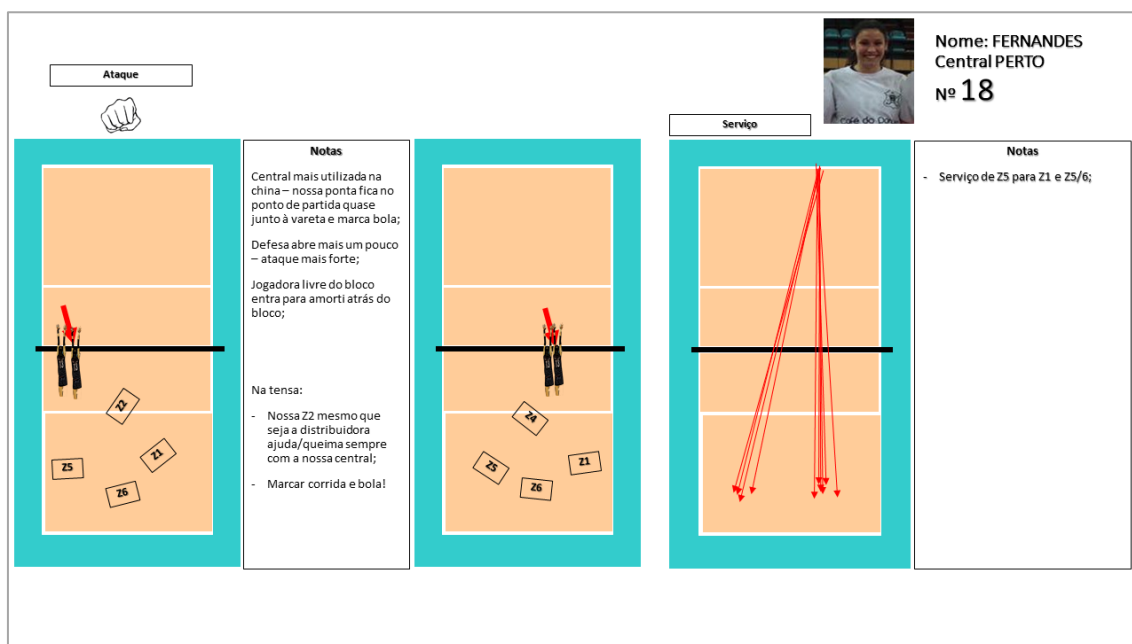 Nome: FERNANDES
Central PERTO
Nº 18
Ataque
Serviço
Notas
Central mais utilizada na
china – nossa ponta fica no
ponto de partida quase
junto à vareta e marca bola;
Defesa abre mais um pouco
– ataque mais forte;
Jogadora livre do bloco
entra para amorti atrás do
bloco;
Na tensa:
- Nossa Z2 mesmo que
seja a distribuidora
ajuda/queima sempre
com a nossa central;
- Marcar corrida e bola!
Z2
Z1
Z5
Z6
Z4
Z5
Z1
Z6
Notas
- Serviço de Z5 para Z1 e Z5/6;